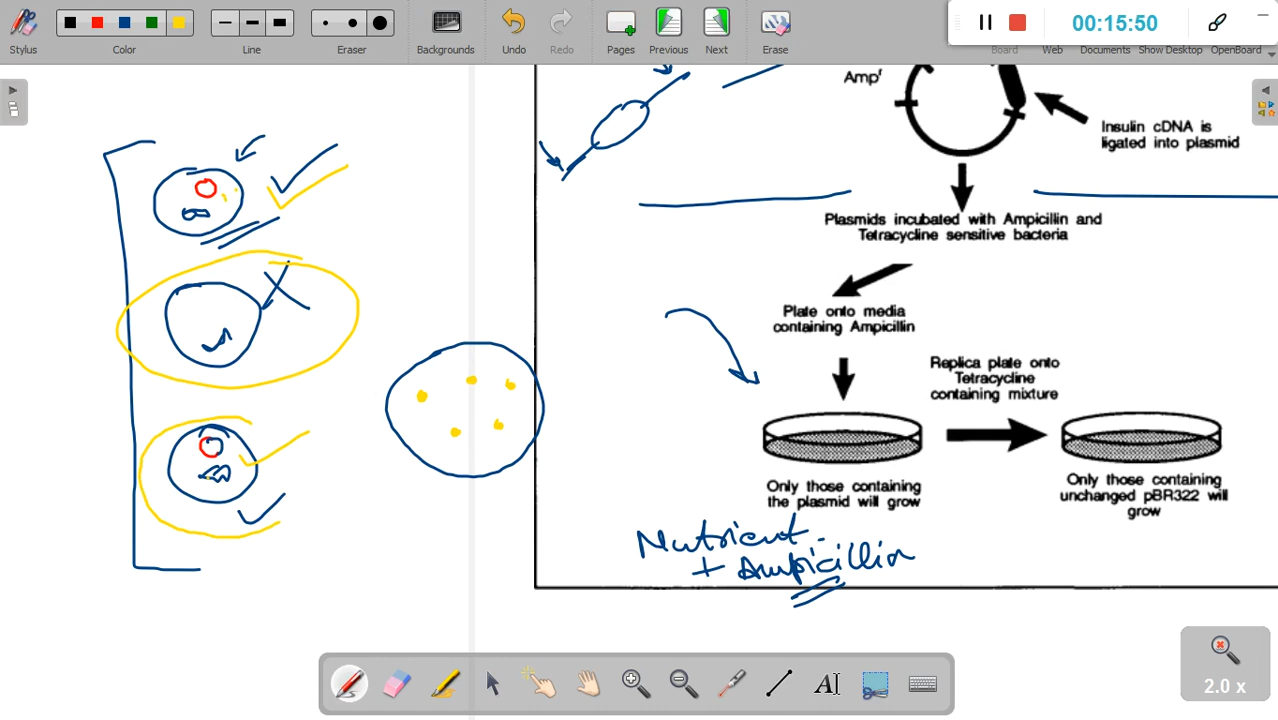 00:15:50
Stylus
Color
Line
Eraser
Backgrounds
Undo
Redo
Pages
Previous
Next
Erase
Board
Web
Documents
Show Desktop
OpenBoard
Ampr
Insulin cDNA is
ligated into plasmid
Plasmids incubated with Ampicillin and
Tetracycline sensitive bacteria
Plate onto media
containing Ampicillin
Replica plate onto
Tetracycline
containing mixture
Only those containing
the plasmid will grow
Only those containing
unchanged pBR322 will
grow
Nutrient
+ Ampicillin
2.0 x